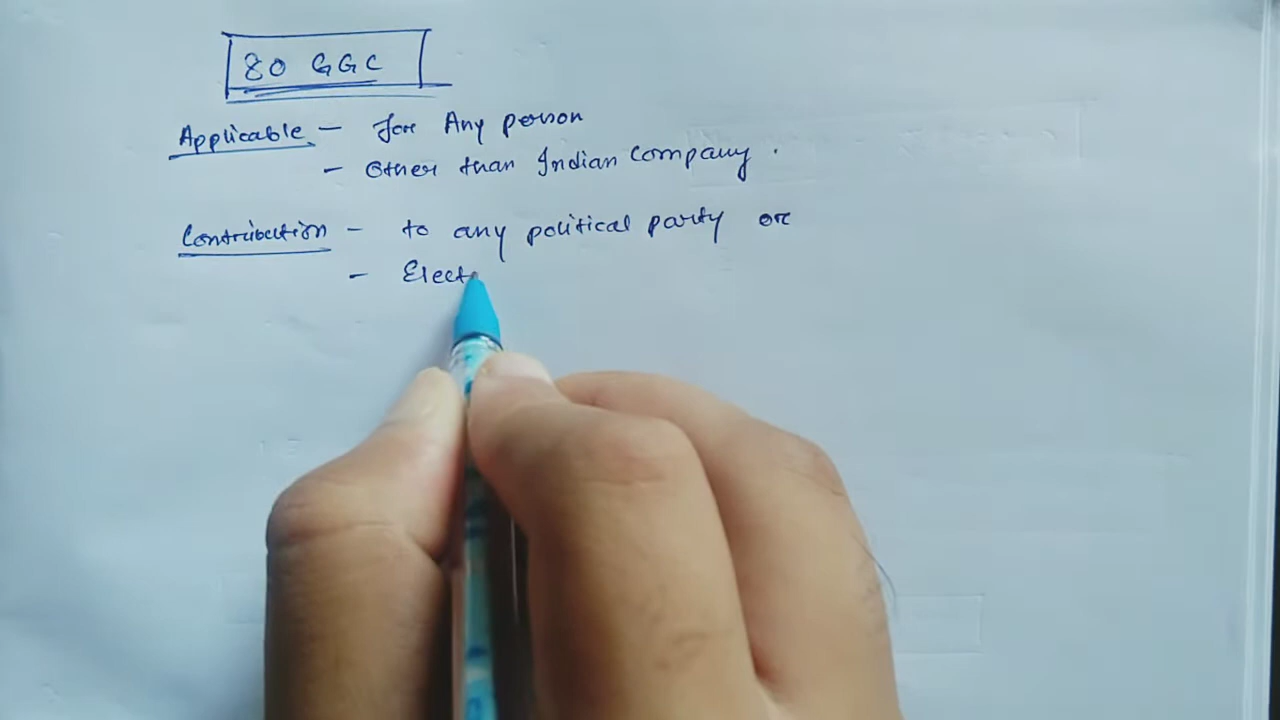 80 GGC
Applicable - for Any person
- Other than Indian Company.
Contribution - to any political party or
- Elect